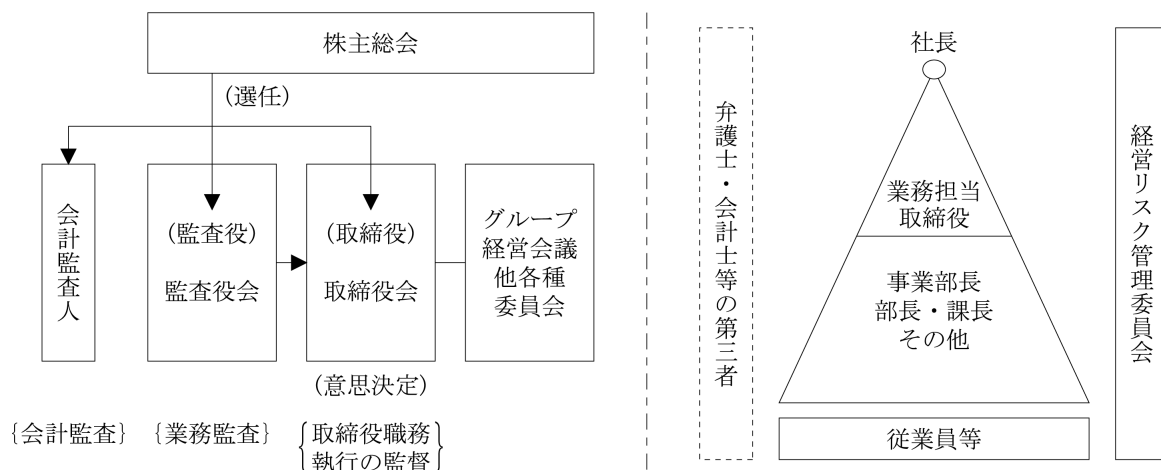 株主総会
（選任）
会計監査人
（監査役）
監査役会
（取締役）
取締役会
グループ
経営会議
他各種
委員会
（意思決定）
｛会計監査｝
｛業務監査｝
取締役職務
執行の監督
弁護士・会計士等の第三者
社長
業務担当
取締役
事業部長
部長・課長
その他
従業員等
経営リスク管理委員会